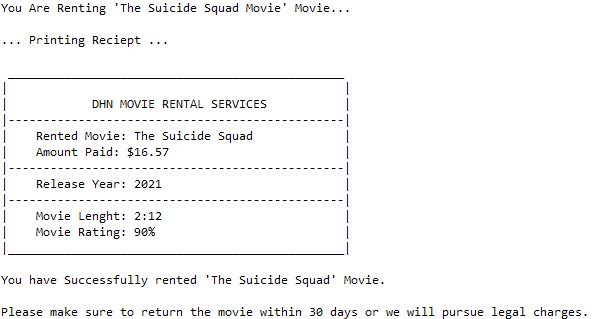 You Are Renting 'The Suicide Squad Movie' Movie...
... Printing Reciept ...
DHN MOVIE RENTAL SERVICES
Rented Movie: The Suicide Squad
Amount Paid: $16.57
Release Year: 2021
Movie Lenght: 2:12
Movie Rating: 90%
You have Successfully rented 'The Suicide Squad' Movie.
Please make sure to return the movie within 30 days or we will pursue legal charges.